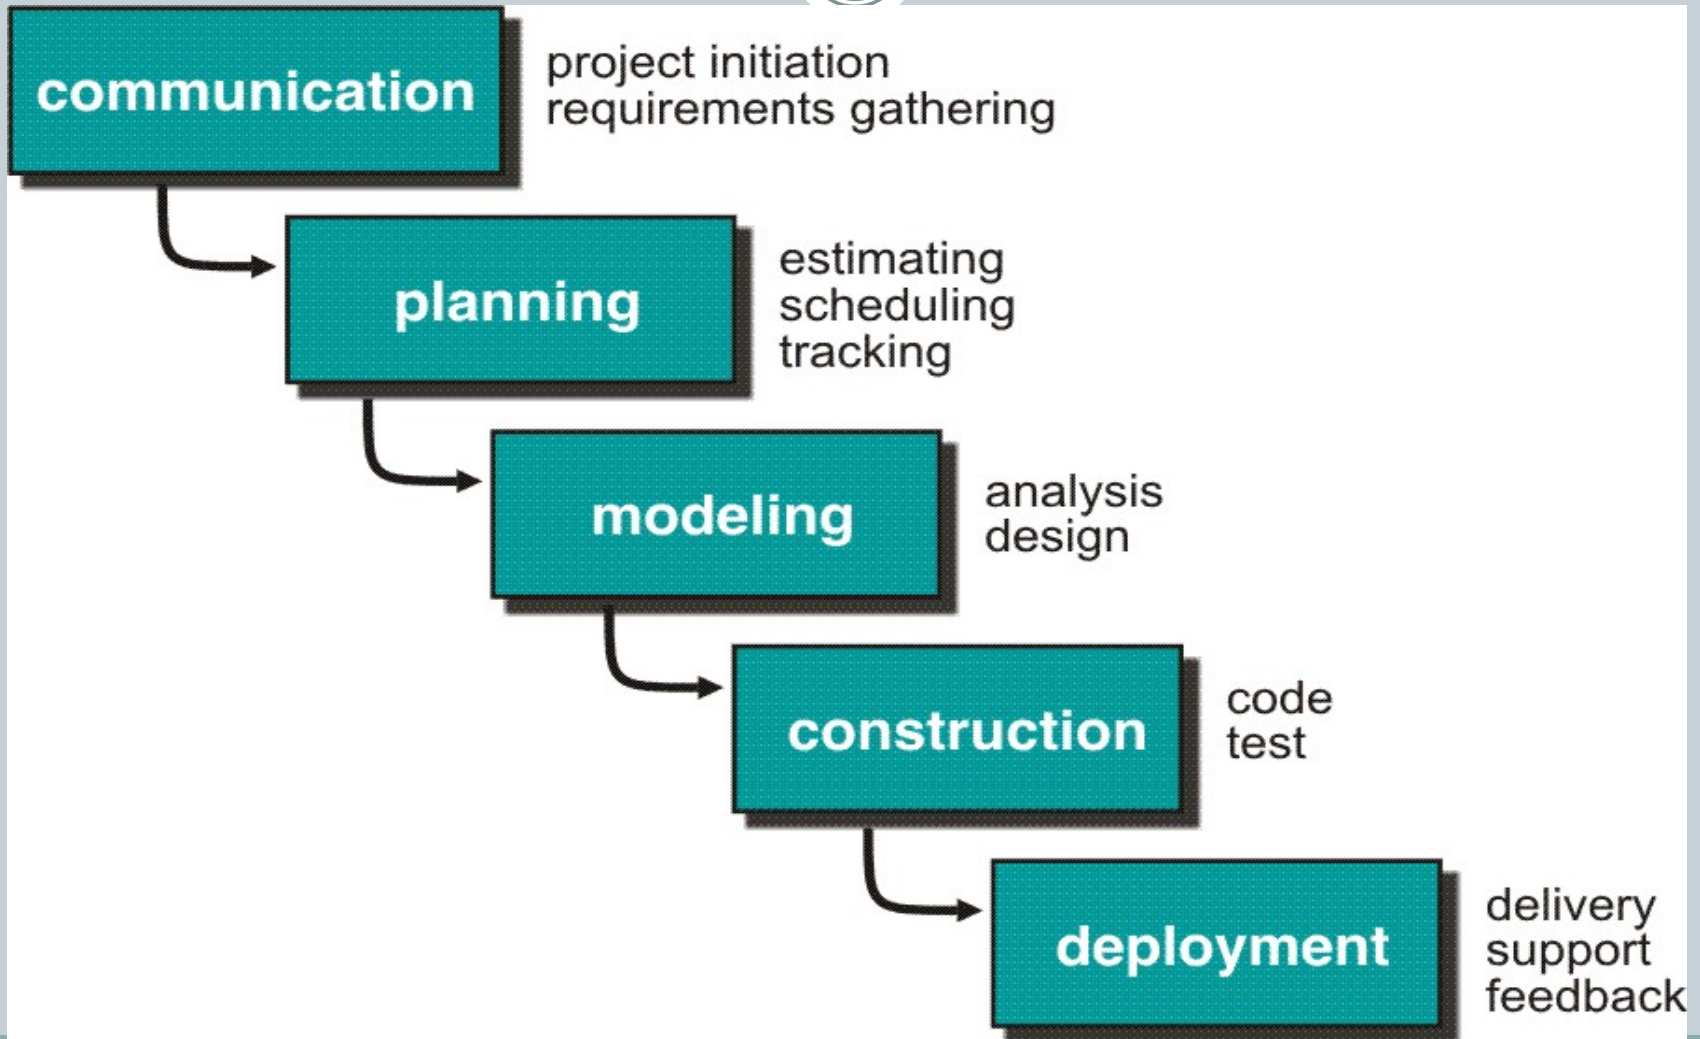 communication
project initiation
requirements gathering
planning
estimating
scheduling
tracking
modeling
analysis
design
construction
code
test
deployment
delivery
support
feedback